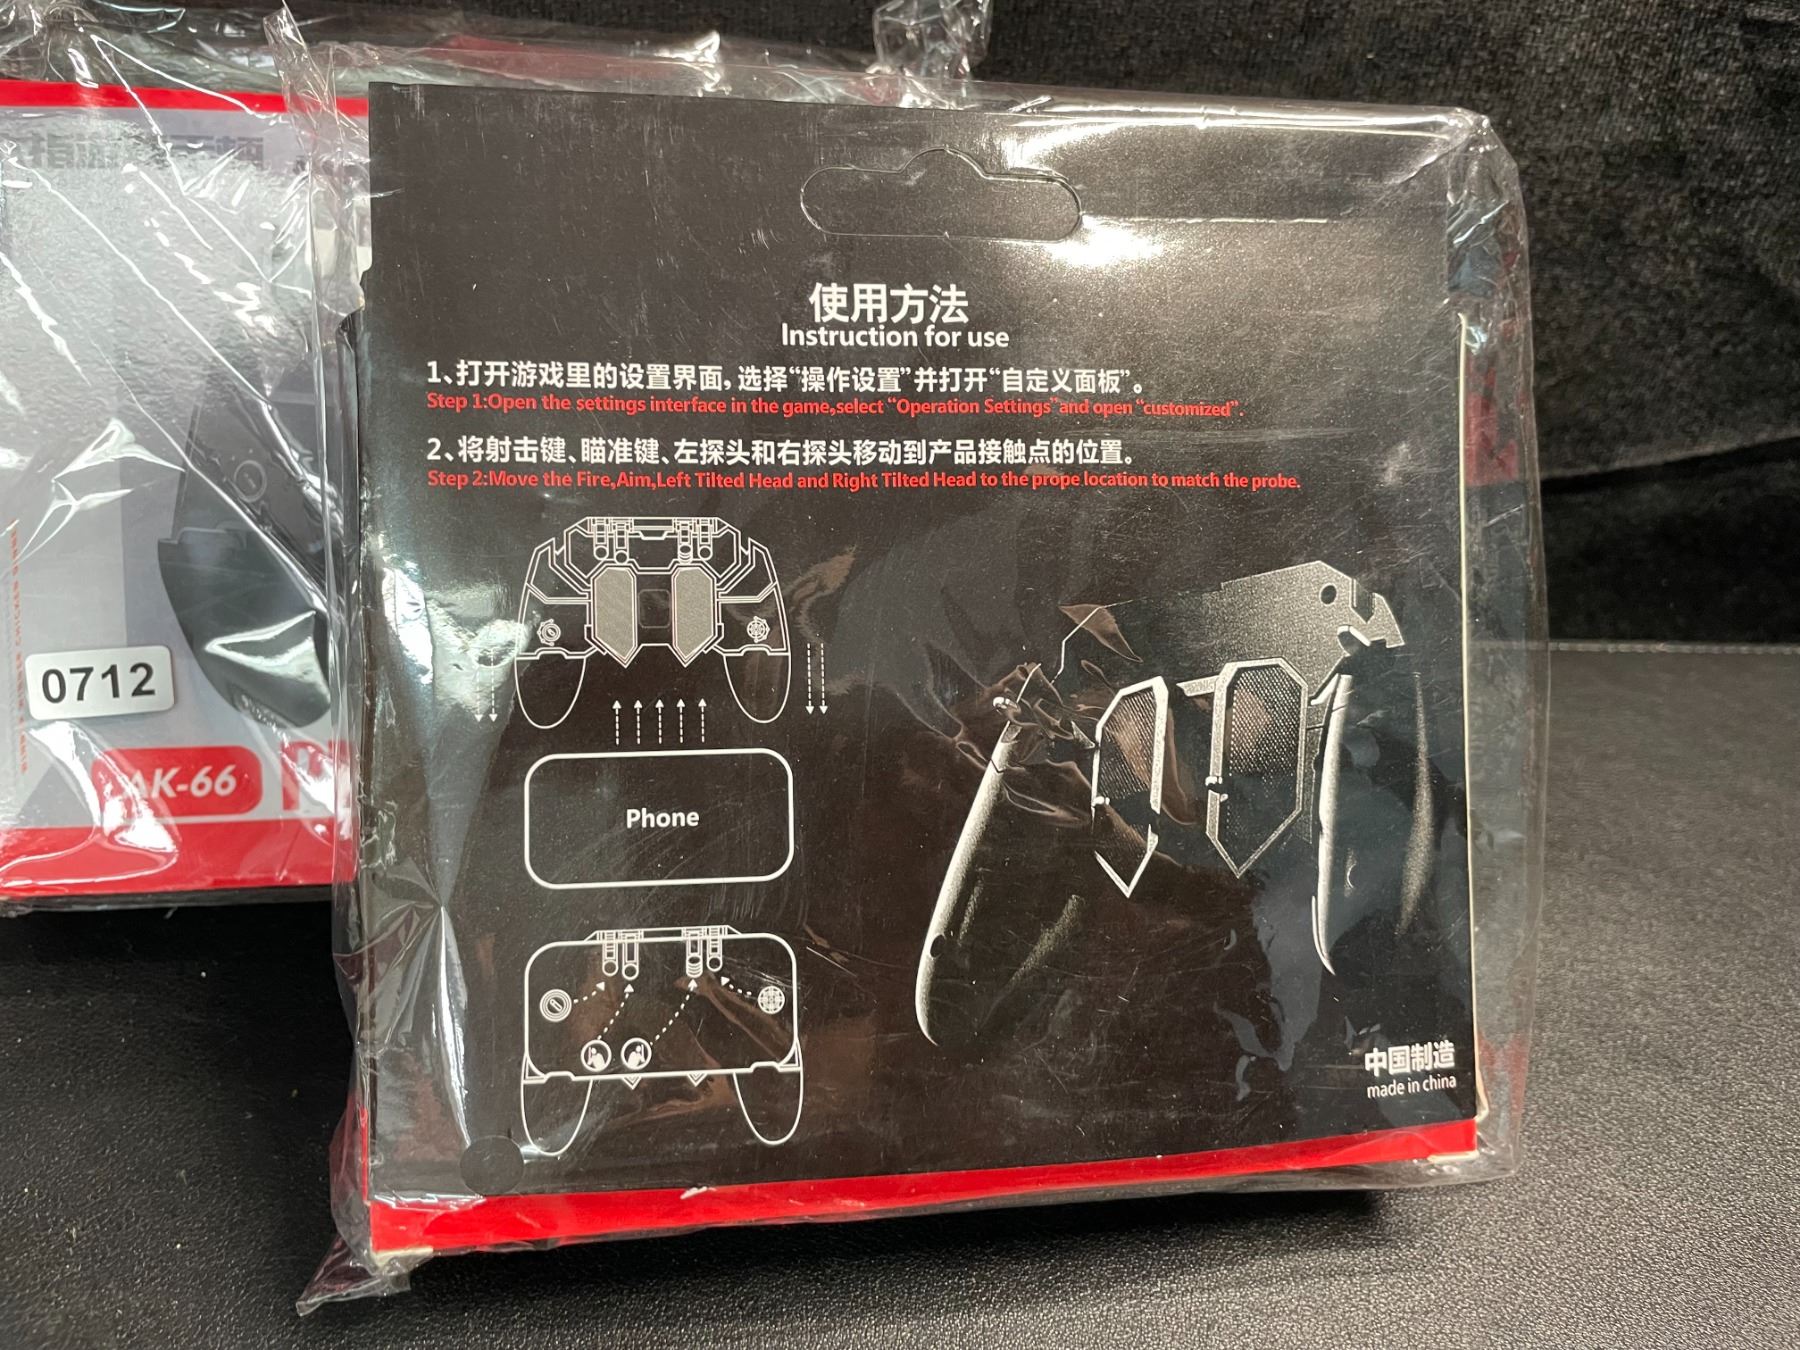 使用方法
Instruction for use
1、打开游戏里的设置界面，选择“操作设置”并打开“自定义面板”。
Step 1:Open the settings interface in the game,select “Operation Settings”and open “customized”.
2、将射击键、瞄准键、左探头和右探头移动到产品接触点的位置。
Step 2:Move the Fire,Aim,Left Tilted Head and Right Tilted Head to the prope location to match the probe.
Phone
中国制造
made in china
0712
AK-66